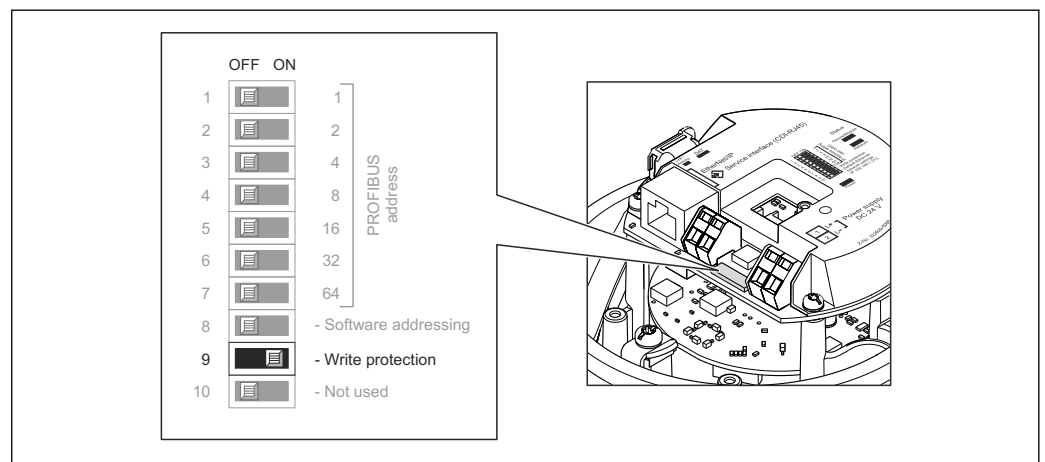 OFF ON
1 1
2 2
3 4
4 8
5 16
6 32
7 64
PROFIBUS
address
8 - Software addressing
9 - Write protection
10 - Not used
EtherNet/IP
Service interface (CDI-RJ45)
Status
Power supply
DC 24 V